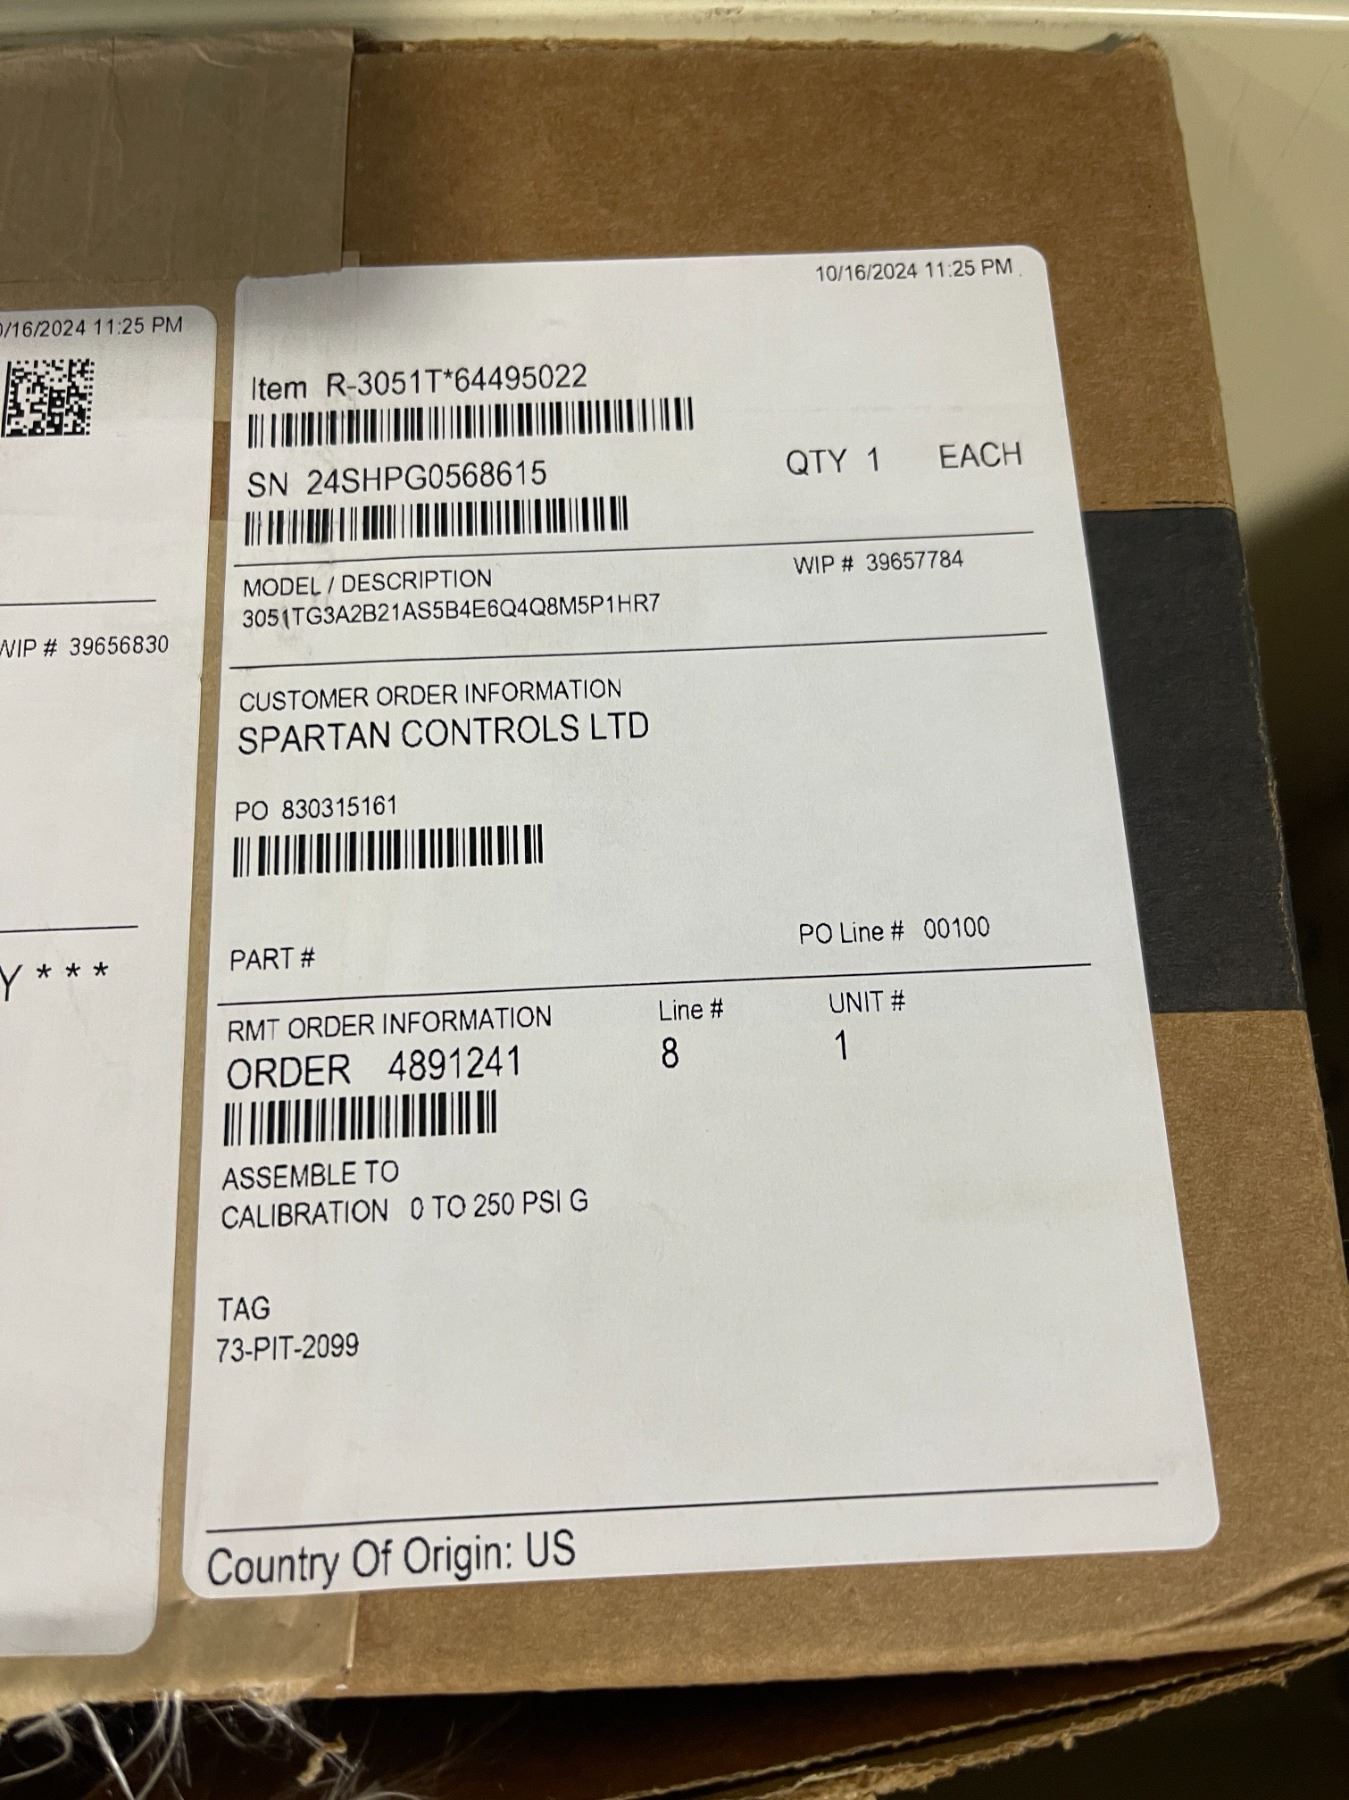 0/16/2024 11:25 PM
WIP # 39656830
Y * * *
10/16/2024 11:25 PM
Item R-3051T*64495022
SN 24SHPG0568615
QTY 1 EACH
MODEL / DESCRIPTION
WIP # 39657784
3051TG3A2B21AS5B4E6Q4Q8M5P1HR7
CUSTOMER ORDER INFORMATION
SPARTAN CONTROLS LTD
PO 830315161
PART #
PO Line # 00100
RMT ORDER INFORMATION
Line #
UNIT #
ORDER 4891241
8
1
ASSEMBLE TO
CALIBRATION 0 TO 250 PSI G
TAG
73-PIT-2099
Country Of Origin: US